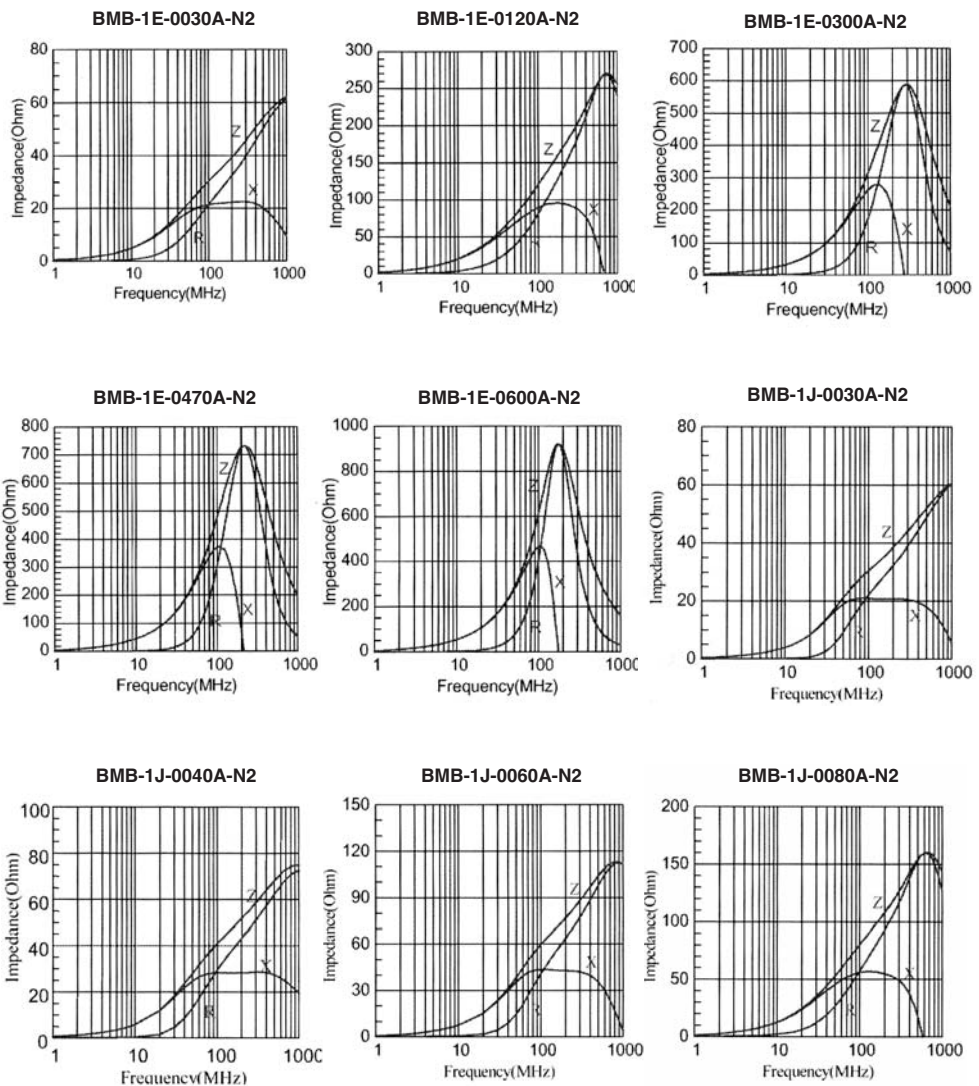 BMB-1E-0030A-N2
80
60
40
20
0
Impedance(Ohm)
Z
X
R
1 10 100 1000
Frequency(MHz)
BMB-1E-0120A-N2
300
250
200
150
100
50
0
Impedance(Ohm)
Z
X
1 10 100 1000
Frequency(MHz)
BMB-1E-0300A-N2
700
600
500
400
300
200
100
0
Impedance(Ohm)
Z
X
R
1 10 100 1000
Frequency(MHz)
BMB-1E-0470A-N2
800
700
600
500
400
300
200
100
0
Impedance(Ohm)
Z
X
R
1 10 100 1000
Frequency(MHz)
BMB-1E-0600A-N2
1000
800
600
400
200
0
Impedance(Ohm)
Z
X
R
1 10 100 1000
Frequency(MHz)
BMB-1J-0030A-N2
80
60
40
20
0
Impedance(Ohm)
Z
X
R
1 10 100 1000
Frequency(MHz)
BMB-1J-0040A-N2
100
80
60
40
20
0
Impedance(Ohm)
Z
X
R
1 10 100 1000
Frequency(MHz)
BMB-1J-0060A-N2
150
120
90
60
30
0
Impedance(Ohm)
Z
X
R
1 10 100 1000
Frequency(MHz)
BMB-1J-0080A-N2
200
150
100
50
0
Impedance(Ohm)
Z
X
R
1 10 100 1000
Frequency(MHz)